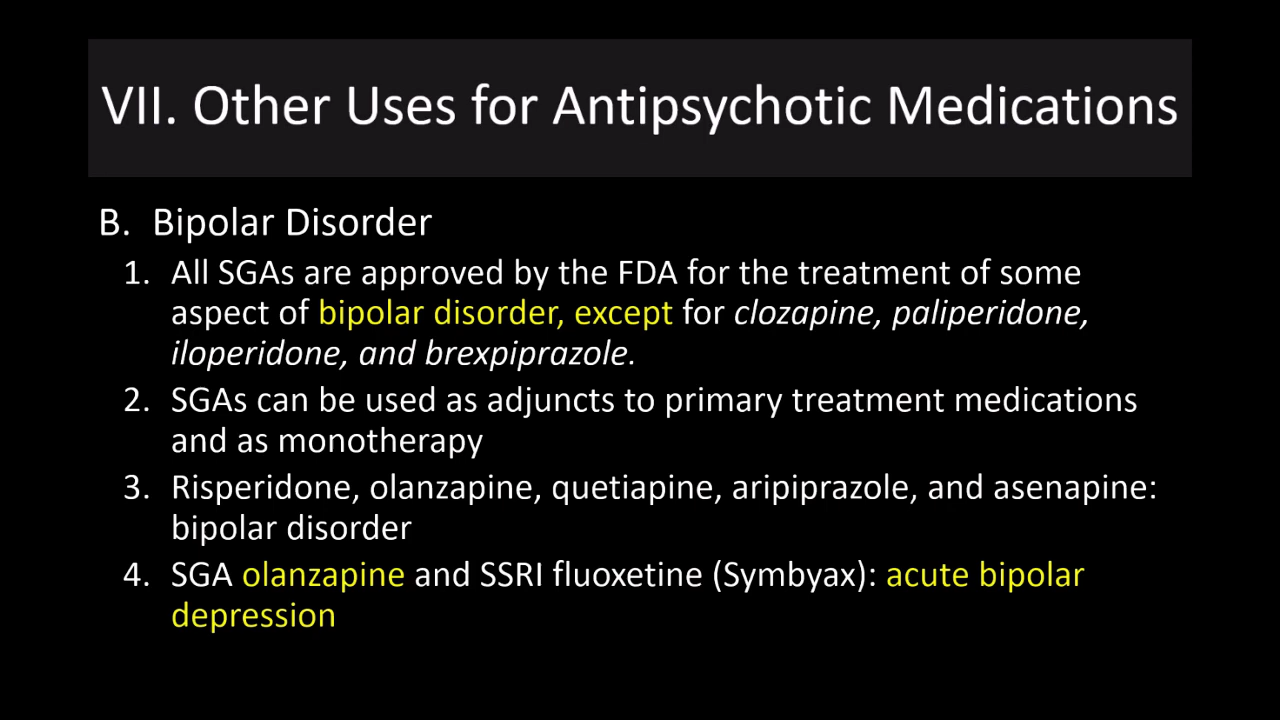 VII. Other Uses for Antipsychotic Medications
B. Bipolar Disorder
1. All SGAs are approved by the FDA for the treatment of some
aspect of bipolar disorder, except for clozapine, paliperidone,
iloperidone, and brexpiprazole.
2. SGAs can be used as adjuncts to primary treatment medications
and as monotherapy
3. Risperidone, olanzapine, quetiapine, aripiprazole, and asenapine:
bipolar disorder
4. SGA olanzapine and SSRI fluoxetine (Symbyax): acute bipolar
depression